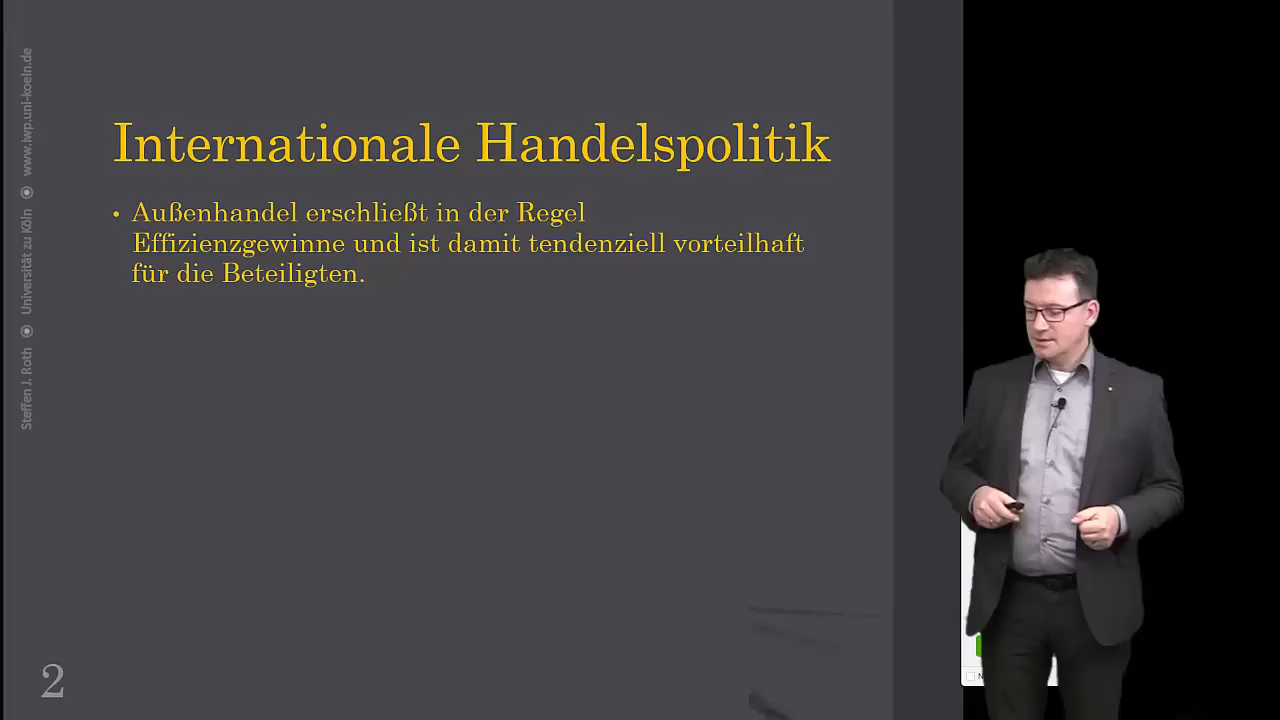 Internationale Handelspolitik
• Außenhandel erschließt in der Regel
Effizienzgewinne und ist damit tendenziell vorteilhaft
für die Beteiligten.
Steffen J. Roth ◉ Universität zu Köln ◉ www.iwp.uni-koeln.de
2